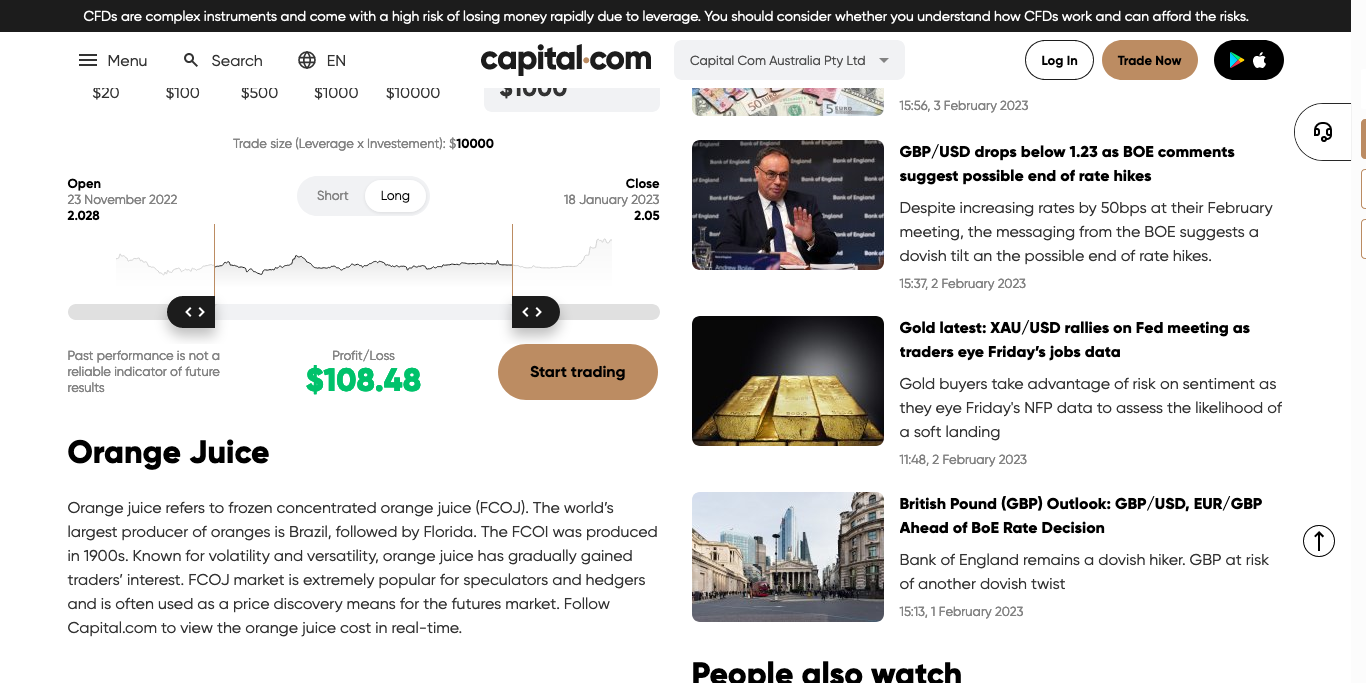 CFDs are complex instruments and come with a high risk of losing money rapidly due to leverage. You should consider whether you understand how CFDs work and can afford the risks.
Menu
Search
EN
capital.com
Capital Com Australia Pty Ltd
Log In
Trade Now
$20
$100
$500
$1000
$10000
$1000
Trade size (Leverage x Investement): $10000
Open
23 November 2022
2.028
Short
Long
Close
18 January 2023
2.05
Past performance is not a
reliable indicator of future
results
Profit/Loss
$108.48
Start trading
Orange Juice
Orange juice refers to frozen concentrated orange juice (FCOJ). The world's
largest producer of oranges is Brazil, followed by Florida. The FCOI was produced
in 1900s. Known for volatility and versatility, orange juice has gradually gained
traders' interest. FCOJ market is extremely popular for speculators and hedgers
and is often used as a price discovery means for the futures market. Follow
Capital.com to view the orange juice cost in real-time.
15:56, 3 February 2023
GBP/USD drops below 1.23 as BOE comments
suggest possible end of rate hikes
Despite increasing rates by 50bps at their February
meeting, the messaging from the BOE suggests a
dovish tilt an the possible end of rate hikes.
15:37, 2 February 2023
Gold latest: XAU/USD rallies on Fed meeting as
traders eye Friday's jobs data
Gold buyers take advantage of risk on sentiment as
they eye Friday's NFP data to assess the likelihood of
a soft landing
11:48, 2 February 2023
British Pound (GBP) Outlook: GBP/USD, EUR/GBP
Ahead of BoE Rate Decision
Bank of England remains a dovish hiker. GBP at risk
of another dovish twist
15:13, 1 February 2023
People also watch